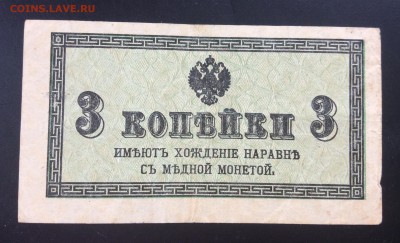 COINS.LAVE.RU
3 КОПѢЙКИ 3
ИМѢЮТЪ ХОЖДЕНІЕ НАРАВНѢ
СЪ МѢДНОЙ МОНЕТОЙ.